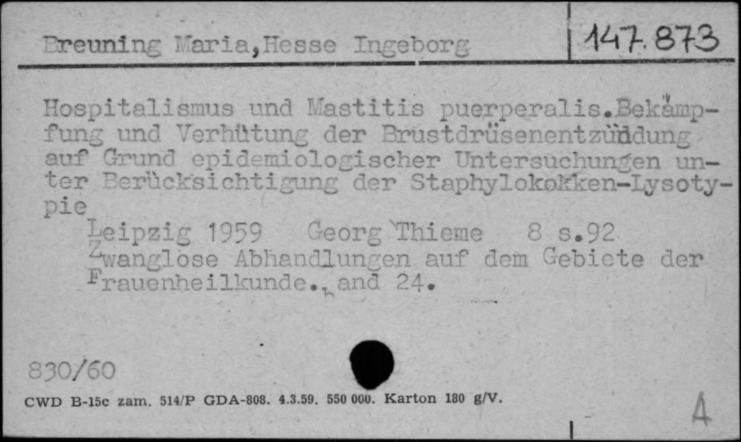 Breuning Maria,Hesse Ingeborg
147.873
Hospitalismus und Mastitis puerperalis.Bekämp-
fung und Verhütung der Brustdrüsenentzündung
auf Grund epidemiologischer Untersuchungen un-
ter Berücksichtigung der Staphylokokken-Lysoty-
pie
Leipzig 1959 Georg Thieme 8 s.92
Zwanglose Abhandlungen auf dem Gebiete der
Frauenheilkunde., and 24.
830/60
CWD B-15c zam. 514/P GDA-808. 4.3.59. 550 000. Karton 180 g/V.
A